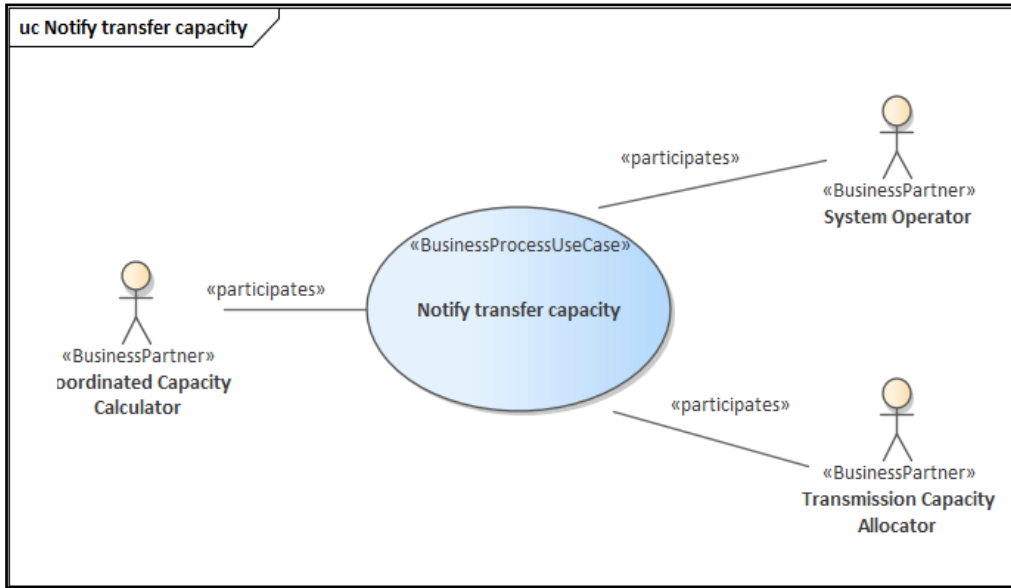 uc Notify transfer capacity
«participates»
«BusinessPartner»
System Operator
«BusinessProcessUseCase»
Notify transfer capacity
«participates»
«BusinessPartner»
oordinated Capacity
Calculator
«participates»
«BusinessPartner»
Transmission Capacity
Allocator